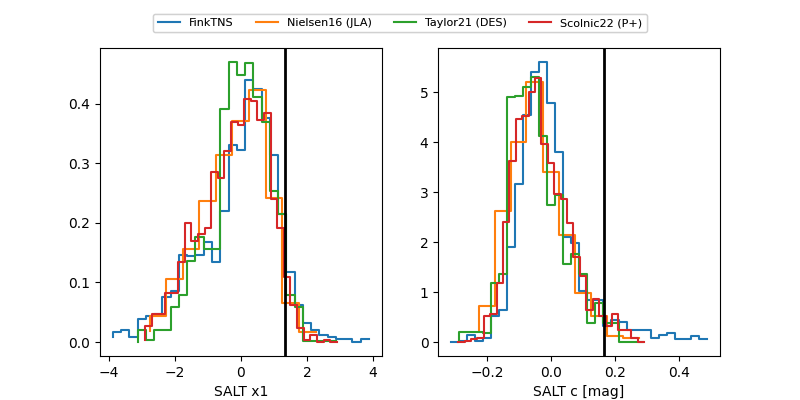 FinkTNS Nielsen16 (JLA) Taylor21 (DES) Scolnic22 (P+)
0.4
0.3
0.2
0.1
0.0
−4 −2 0 2 4
SALT x1
5
4
3
2
1
0
−0.2 0.0 0.2 0.4
SALT c [mag]